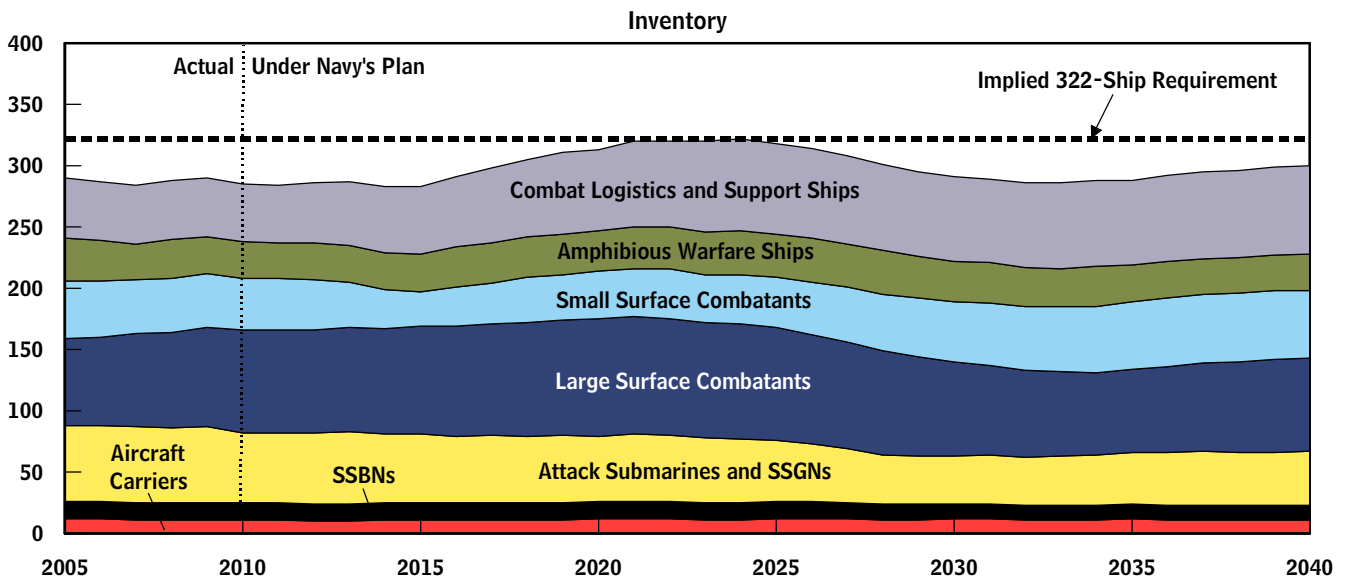 Inventory
400
Actual
Under Navy's Plan
Implied 322-Ship Requirement
350
300
Combat Logistics and Support Ships
250
Amphibious Warfare Ships
200
Small Surface Combatants
150
Large Surface Combatants
100
Aircraft
Carriers
SSBNs
Attack Submarines and SSGNs
50
0
2005
2010
2015
2020
2025
2030
2035
2040